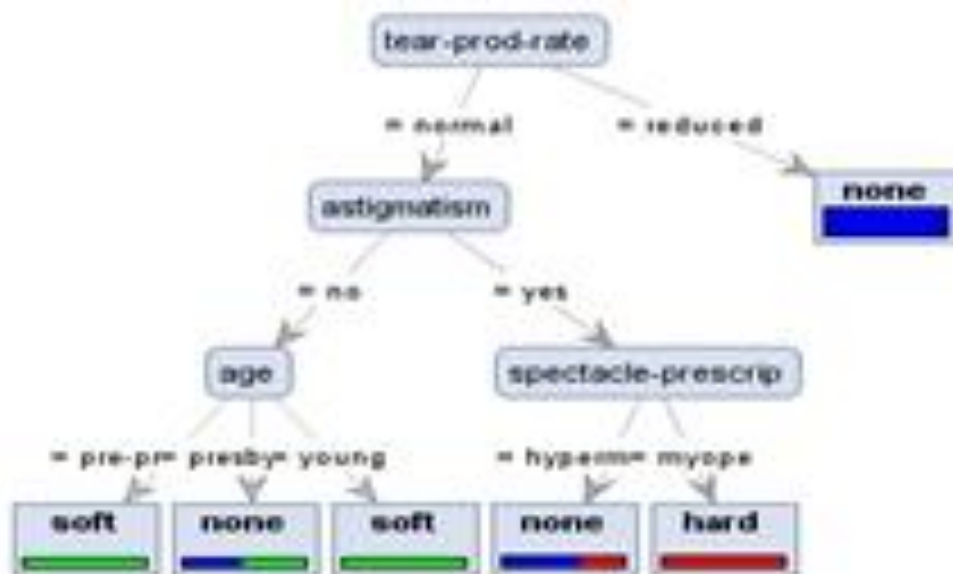 tear-prod-rate
= normal = reduced
none
astigmatism
= no = yes
age spectacle-prescrip
= pre-pr= presby= young = hyperm= myope
soft none soft none hard